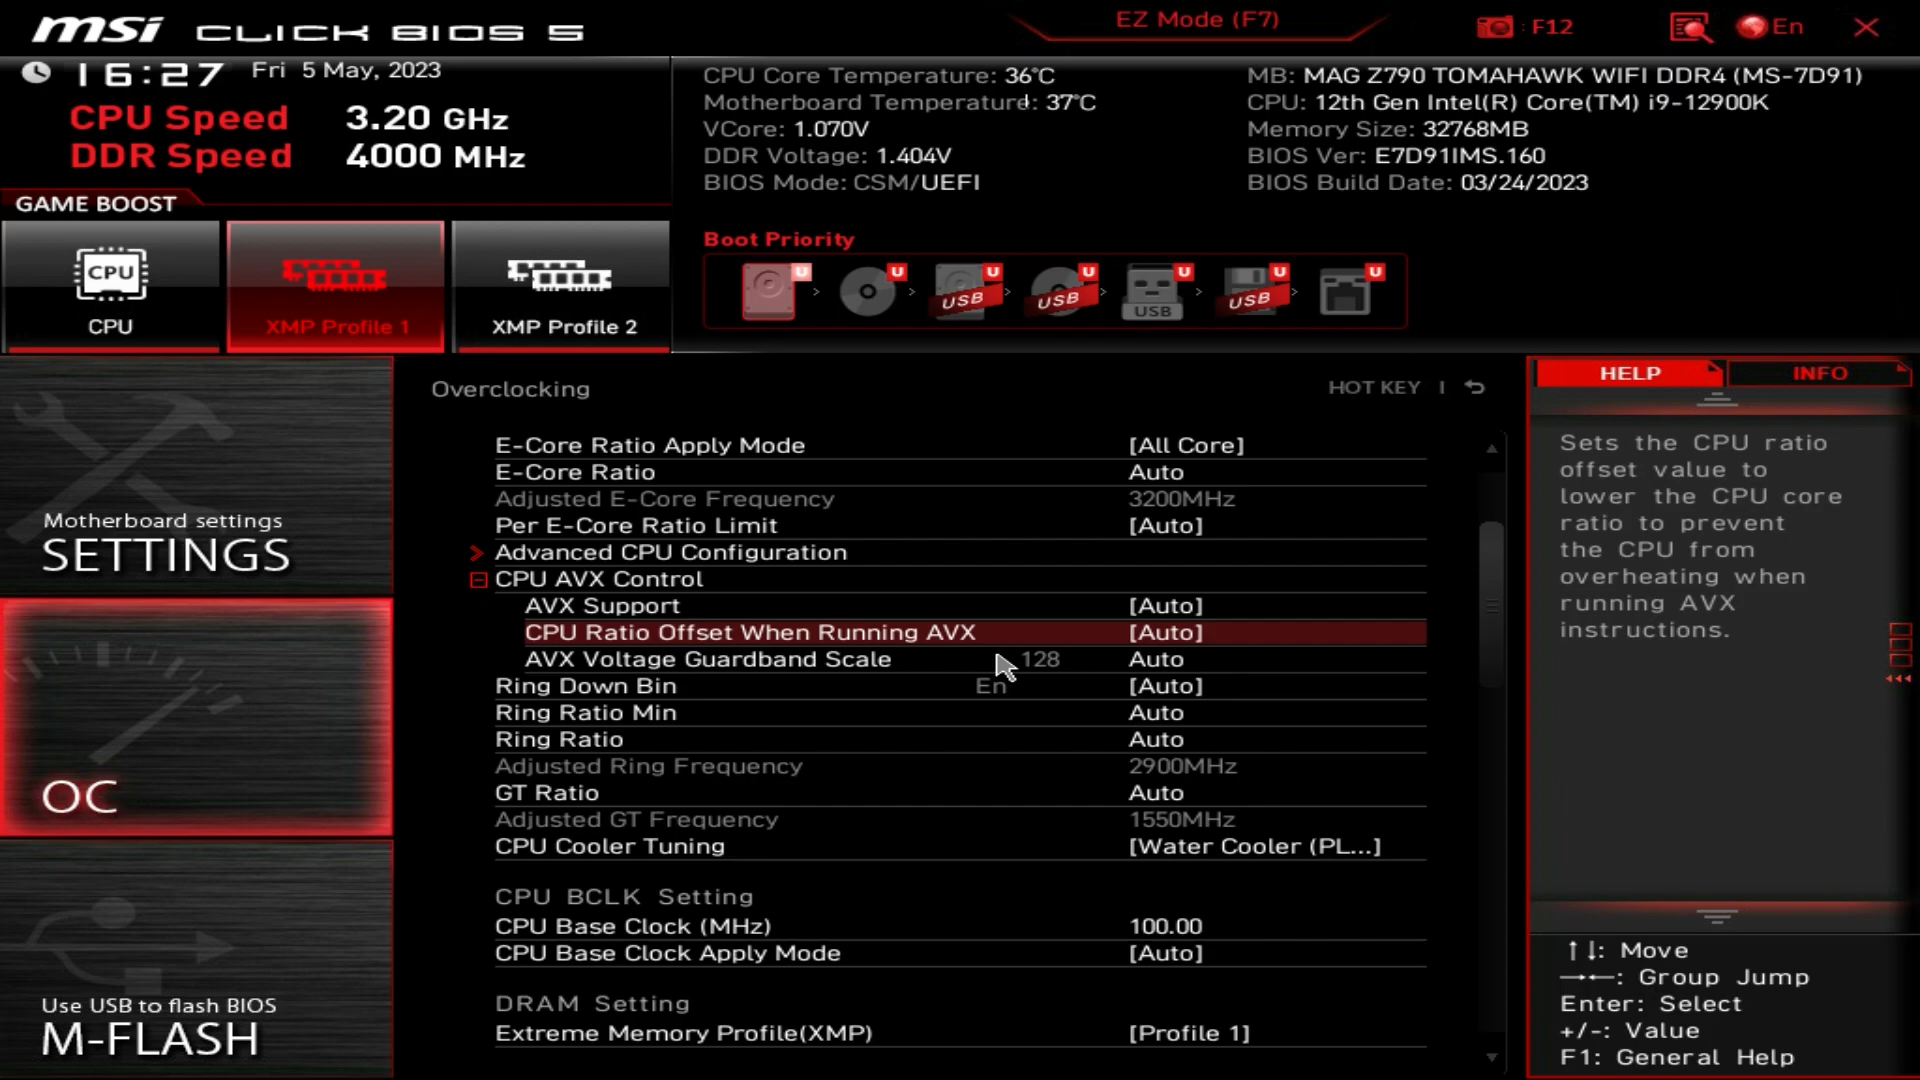 msi CLICK BIOS 5
EZ Mode (F7)
: F12
En
16:27 Fri 5 May, 2023
CPU Speed 3.20 GHz
DDR Speed 4000 MHz
CPU Core Temperature: 36°C
Motherboard Temperature: 37°C
VCore: 1.070V
DDR Voltage: 1.404V
BIOS Mode: CSM/UEFI
MB: MAG Z790 TOMAHAWK WIFI DDR4 (MS-7D91)
CPU: 12th Gen Intel(R) Core(TM) i9-12900K
Memory Size: 32768MB
BIOS Ver: E7D91IMS.160
BIOS Build Date: 03/24/2023
GAME BOOST
CPU
CPU
XMP Profile 1
XMP Profile 2
Boot Priority
U U U U U U U
USB USB USB USB
Motherboard settings
SETTINGS
OC
Use USB to flash BIOS
M-FLASH
Overclocking
HOT KEY |
E-Core Ratio Apply Mode [All Core]
E-Core Ratio Auto
Adjusted E-Core Frequency 3200MHz
Per E-Core Ratio Limit [Auto]
> Advanced CPU Configuration
CPU AVX Control
AVX Support [Auto]
CPU Ratio Offset When Running AVX [Auto]
AVX Voltage Guardband Scale 128 Auto
Ring Down Bin En [Auto]
Ring Ratio Min Auto
Ring Ratio Auto
Adjusted Ring Frequency 2900MHz
GT Ratio Auto
Adjusted GT Frequency 1550MHz
CPU Cooler Tuning [Water Cooler (PL...]
CPU BCLK Setting
CPU Base Clock (MHz) 100.00
CPU Base Clock Apply Mode [Auto]
DRAM Setting
Extreme Memory Profile(XMP) [Profile 1]
HELP
INFO
Sets the CPU ratio
offset value to
lower the CPU core
ratio to prevent
the CPU from
overheating when
running AVX
instructions.
↑↓: Move
→←: Group Jump
Enter: Select
+/-: Value
F1: General Help